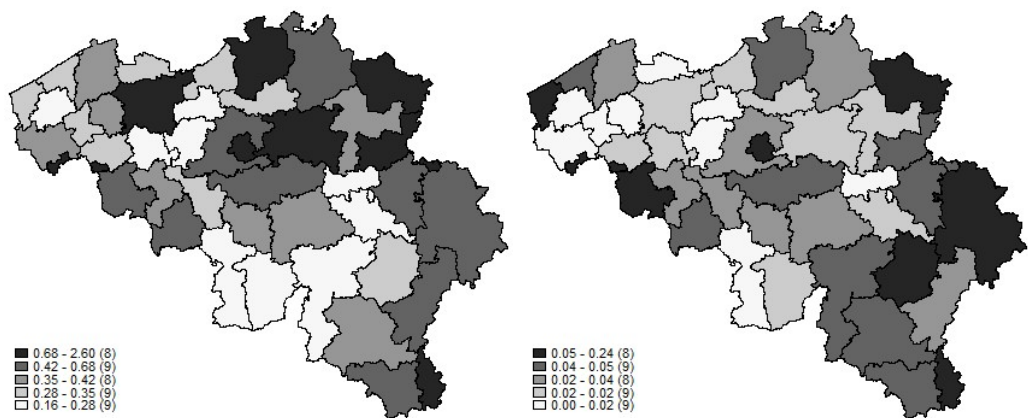 0.68 - 2.60 (8)
0.42 - 0.68 (9)
0.35 - 0.42 (8)
0.28 - 0.35 (9)
0.16 - 0.28 (9)
0.05 - 0.24 (8)
0.04 - 0.05 (9)
0.02 - 0.04 (8)
0.02 - 0.02 (9)
0.00 - 0.02 (9)